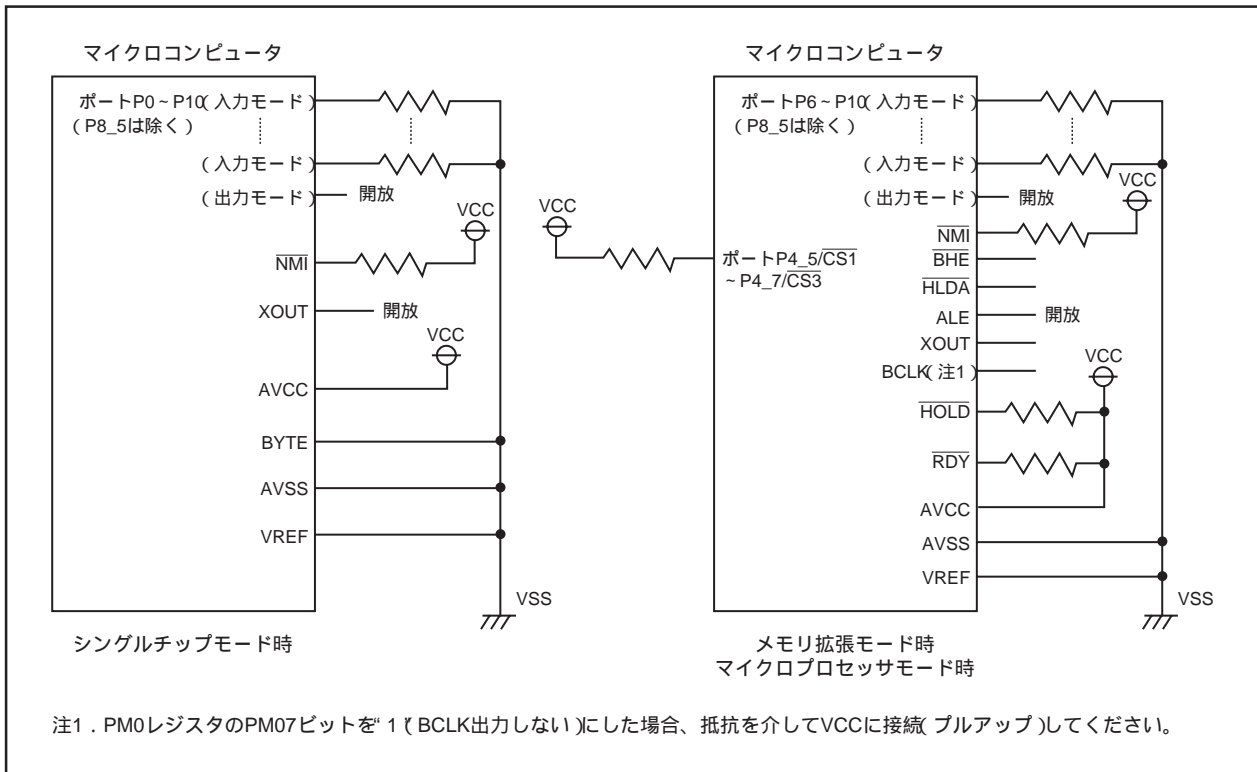 マイクロコンピュータ
ポートP0～P10(入力モード)
(P8_5は除く)
(入力モード)
(出力モード)
開放
VCC
NMI
XOUT
開放
VCC
AVCC
BYTE
AVSS
VREF
VSS
シングルチップモード時
マイクロコンピュータ
ポートP6～P10(入力モード)
(P8_5は除く)
(入力モード)
(出力モード)
開放
VCC
VCC
ポートP4_5/CS1
～P4_7/CS3
NMI
BHE
HLDA
ALE
開放
XOUT
BCLK(注1)
VCC
HOLD
RDY
AVCC
AVSS
VREF
VSS
メモリ拡張モード時
マイクロプロセッサモード時
注1．PM0レジスタのPM07ビットを“1”(BCLK出力しない)にした場合、抵抗を介してVCCに接続(プルアップ)してください。